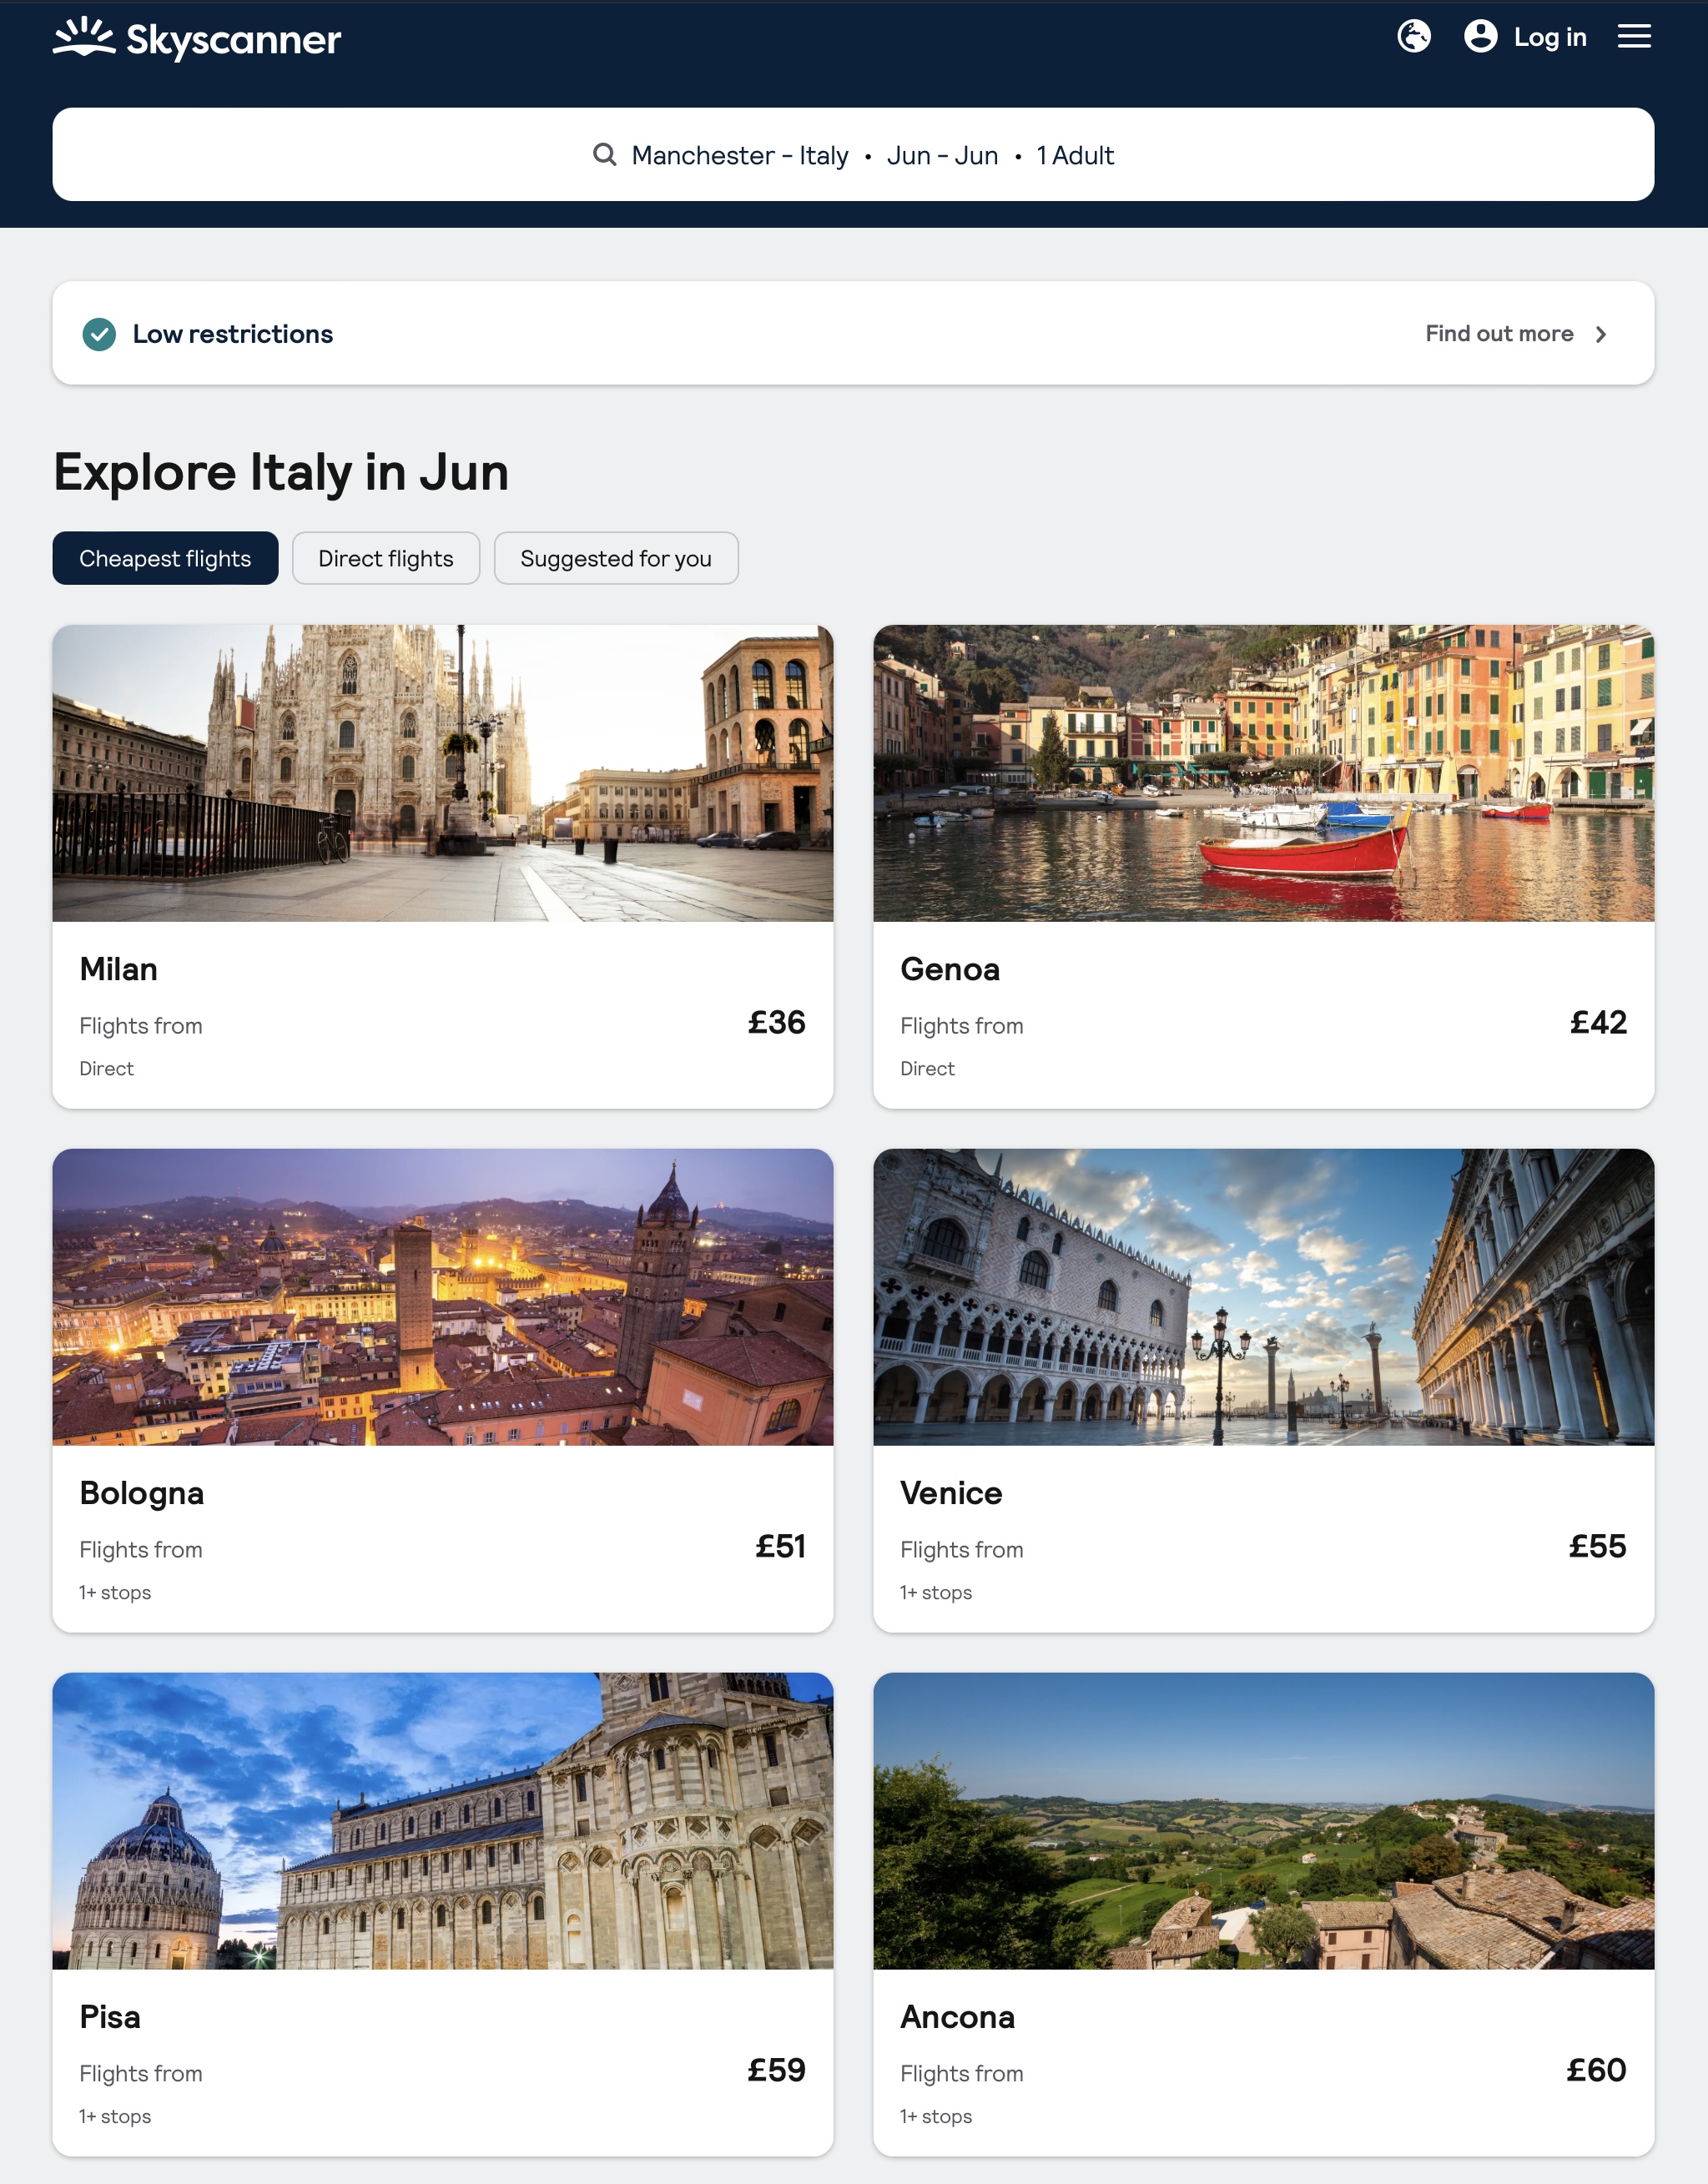 Skyscanner
Log in
Manchester – Italy • Jun – Jun • 1 Adult
Low restrictions
Find out more
Explore Italy in Jun
Cheapest flights
Direct flights
Suggested for you
Milan
Flights from
£36
Direct
Genoa
Flights from
£42
Direct
Bologna
Flights from
£51
1+ stops
Venice
Flights from
£55
1+ stops
Pisa
Flights from
£59
1+ stops
Ancona
Flights from
£60
1+ stops